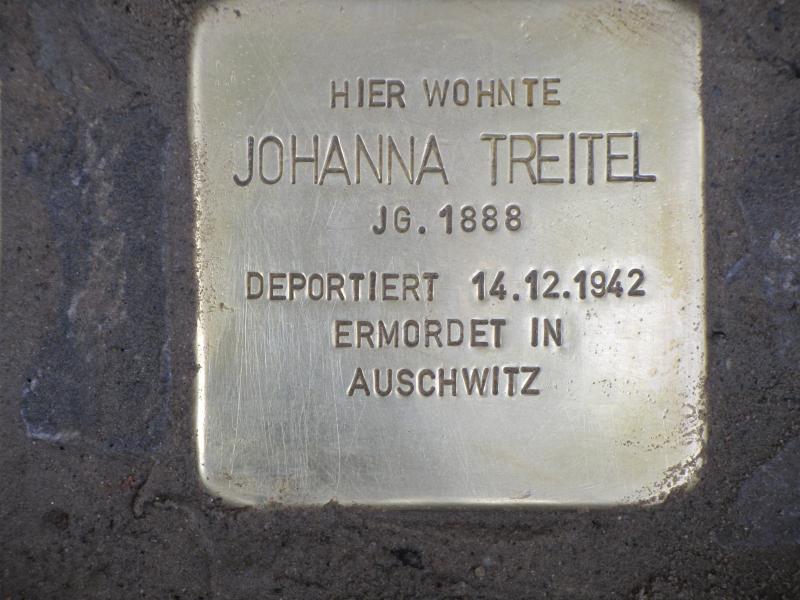 HIER WOHNTE
JOHANNA TREITEL
JG. 1888
DEPORTIERT 14.12.1942
ERMORDET IN
AUSCHWITZ